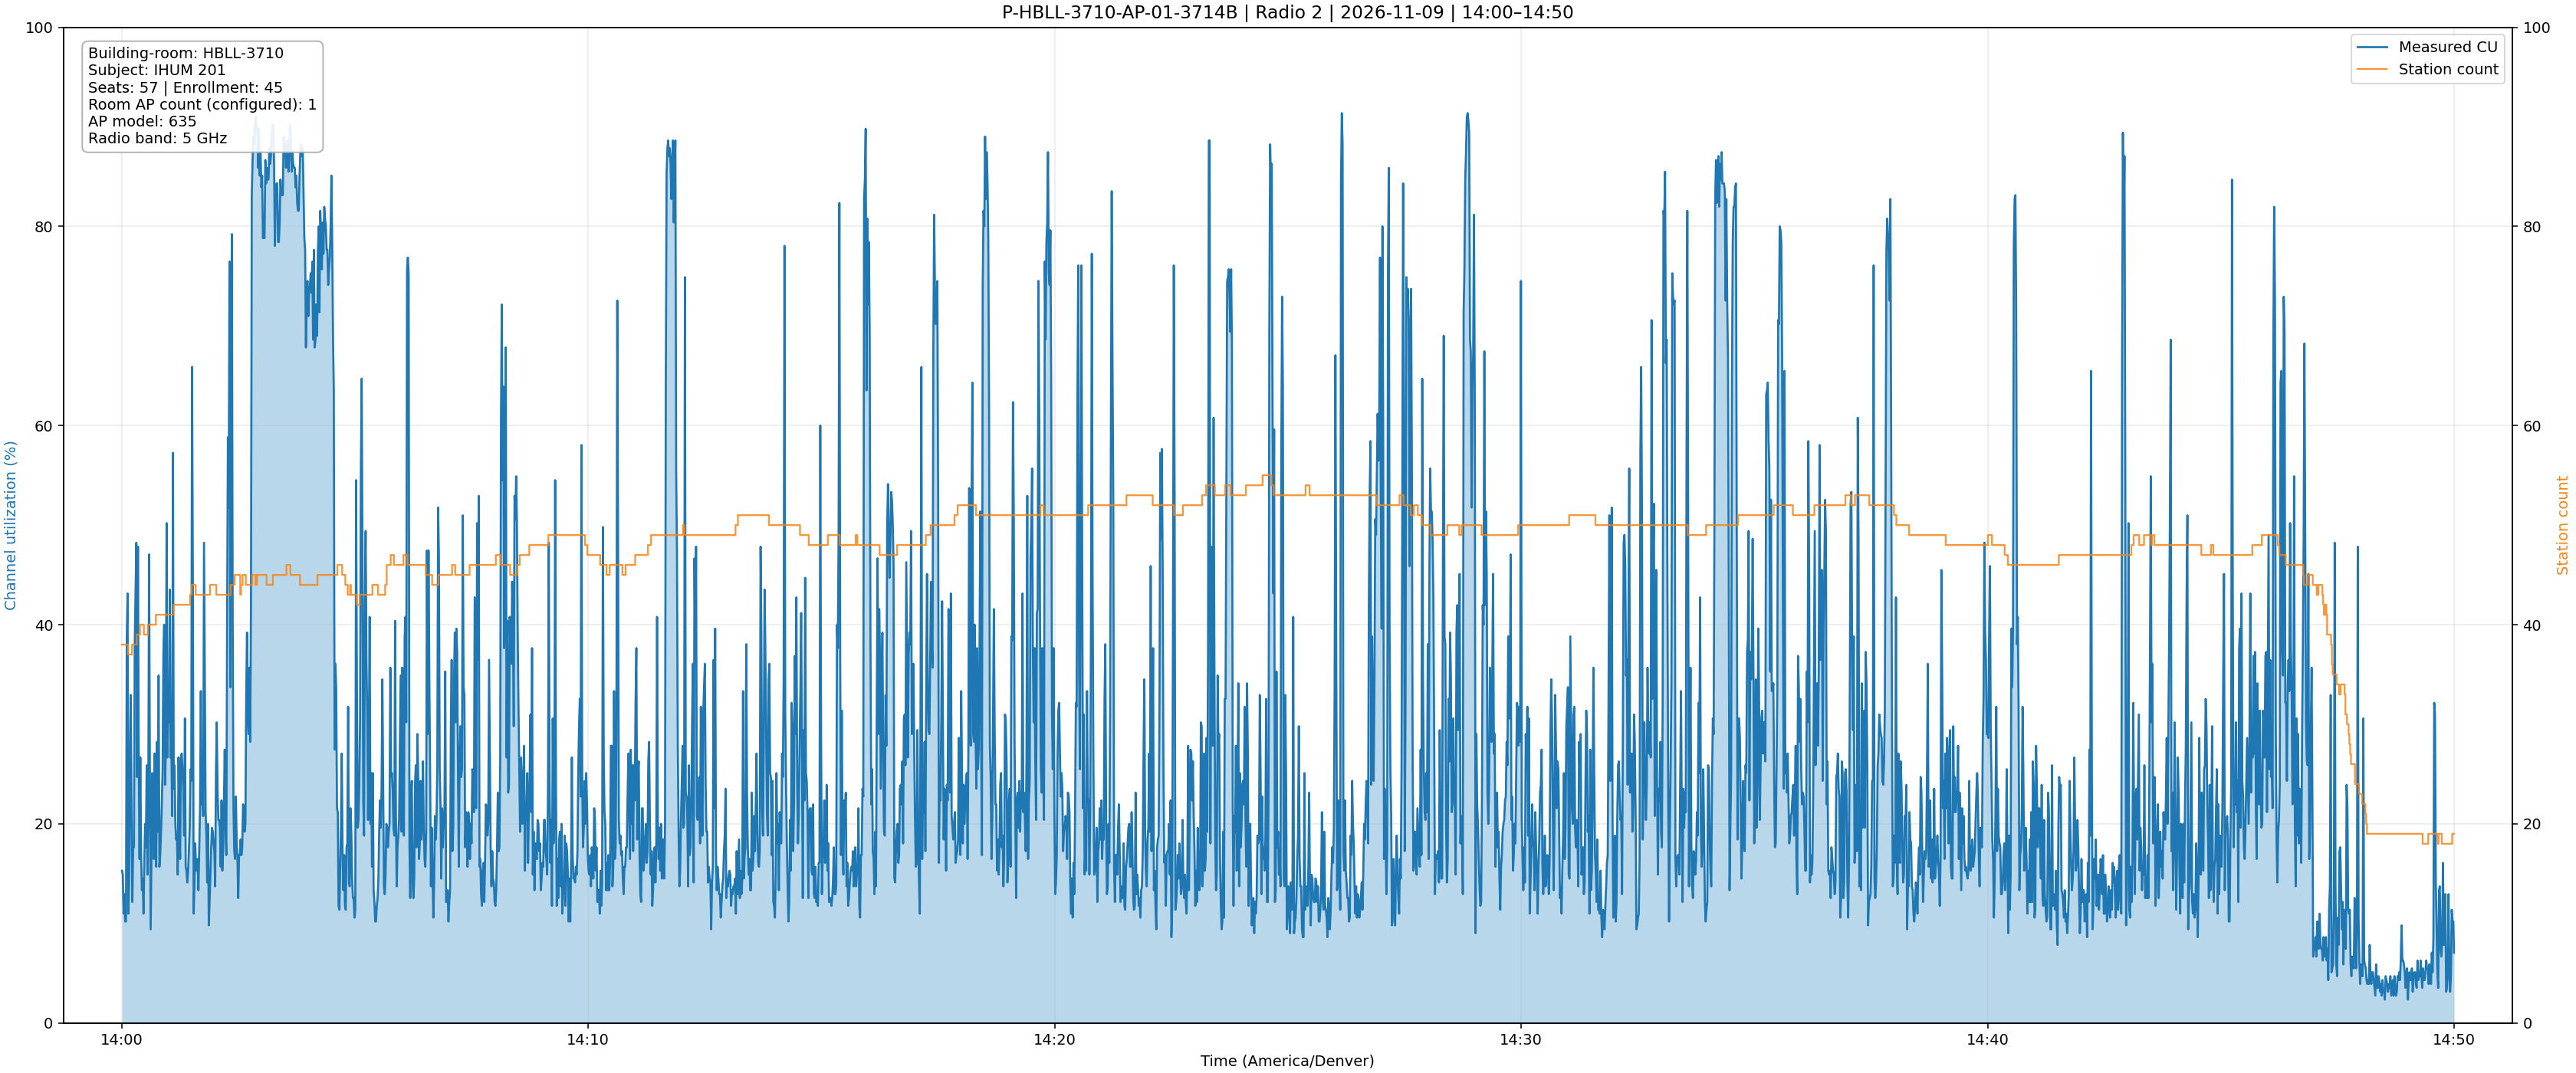 P-HBLL-3710-AP-01-3714B | Radio 2 | 2026-11-09 | 14:00–14:50
Building-room: HBLL-3710
Subject: IHUM 201
Seats: 57 | Enrollment: 45
Room AP count (configured): 1
AP model: 635
Radio band: 5 GHz
Measured CU
Station count
Channel utilization (%)
100
80
60
40
20
0
100
80
60
40
20
0
Station count
14:00
14:10
14:20
14:30
14:40
14:50
Time (America/Denver)